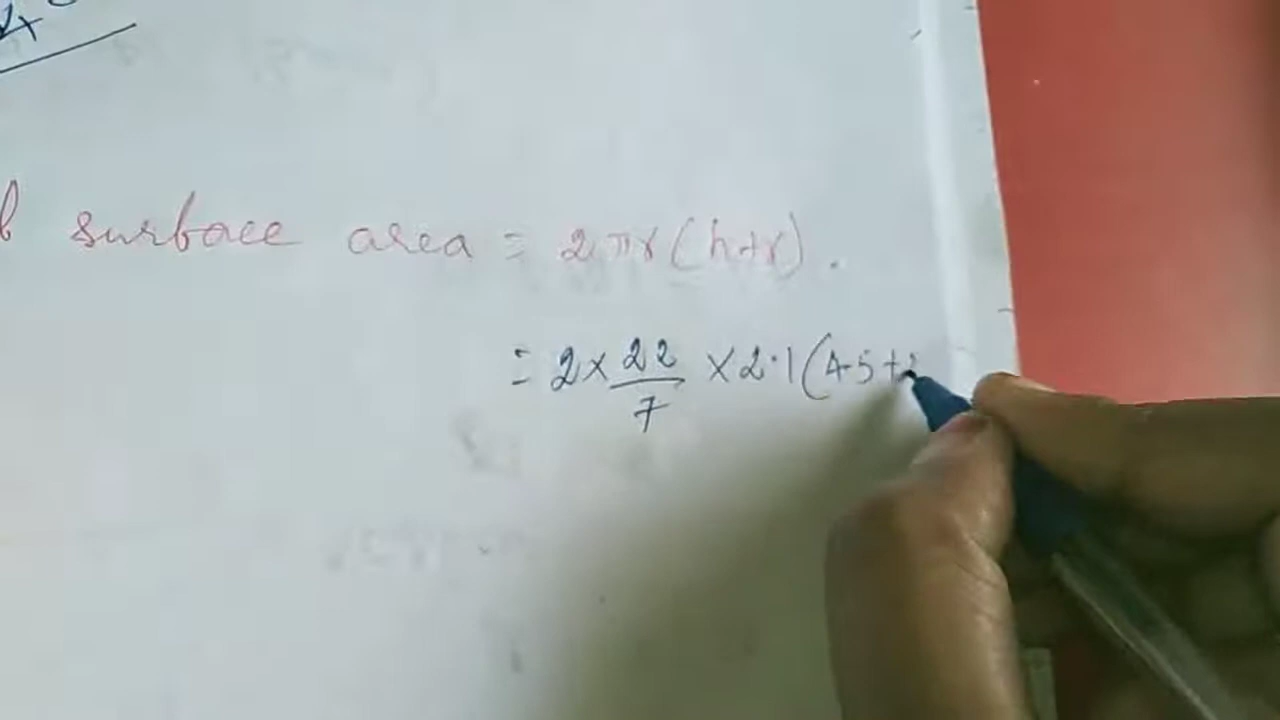 surface area = 2πr(h+r).
= 2 × 22/7 × 2.1(4.5+